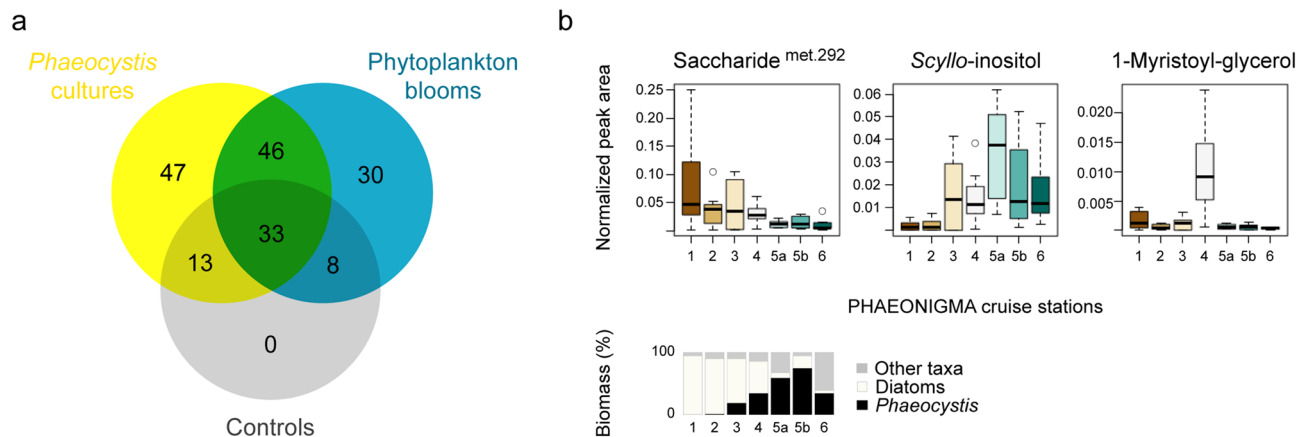 a
Phaeocystis
cultures
Phytoplankton
blooms
47
46
30
33
13
8
0
Controls
b
Normalized peak area
Saccharide met.292
0.25
0.20
0.15
0.10
0.05
1 2 3 4 5a 5b 6
Scyllo-inositol
0.06
0.05
0.04
0.03
0.02
0.01
1 2 3 4 5a 5b 6
1-Myristoyl-glycerol
0.020
0.015
0.010
0.005
1 2 3 4 5a 5b 6
PHAEONIGMA cruise stations
Biomass (%)
100
0
1 2 3 4 5a 5b 6
Other taxa
Diatoms
Phaeocystis